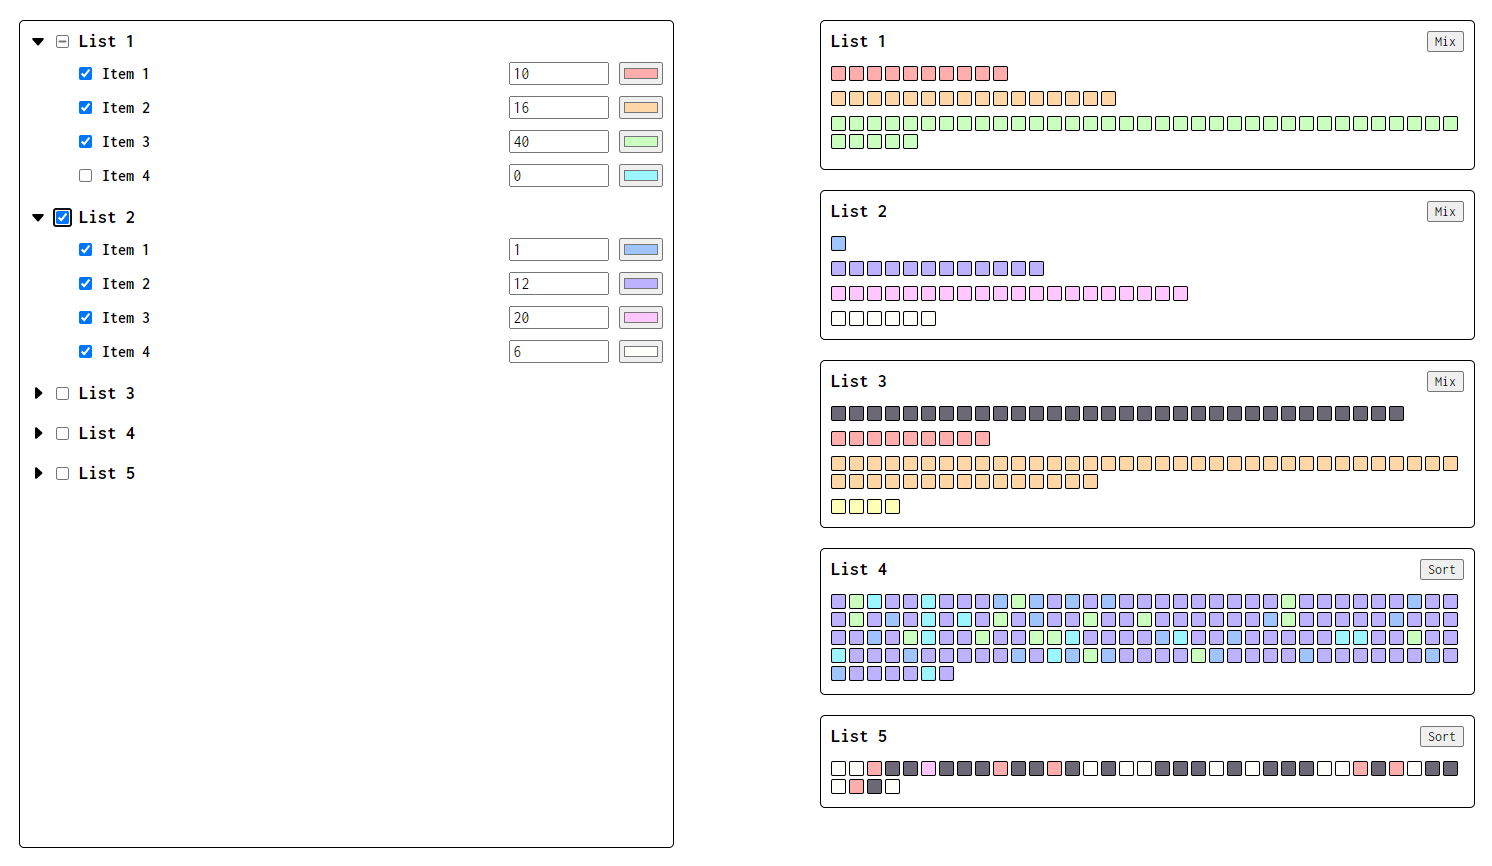 List 1
Item 1 10
Item 2 16
Item 3 40
Item 4 0
List 2
Item 1 1
Item 2 12
Item 3 20
Item 4 6
List 3
List 4
List 5
List 1 Mix
List 2 Mix
List 3 Mix
List 4 Sort
List 5 Sort